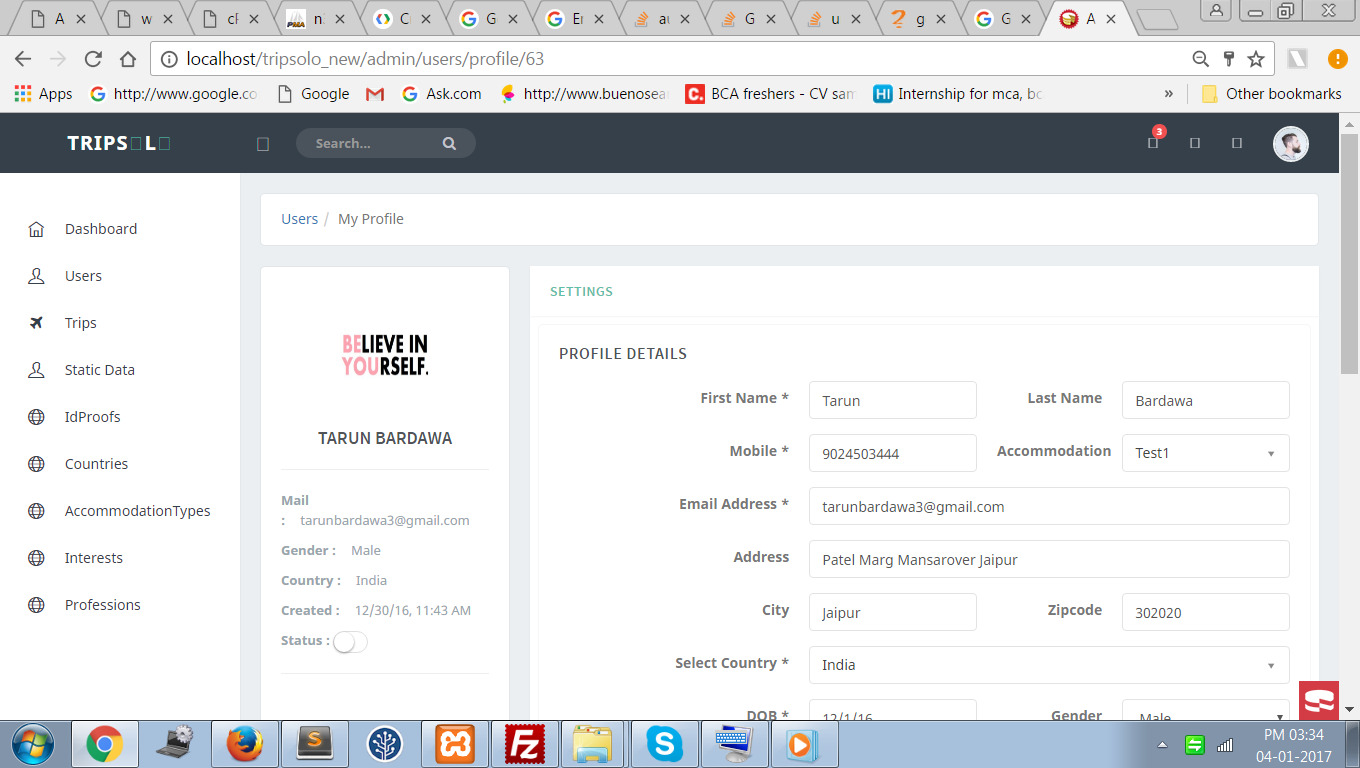 A
w
cF
n
C
G
Er
au
G
u
g
G
A
localhost/tripsolo_new/admin/users/profile/63
Apps
http://www.google.co
Google
Ask.com
http://www.buenosear
BCA freshers - CV sam
Internship for mca, bc
» Other bookmarks
TRIPS L
Search...
3
Dashboard
Users
Trips
Static Data
IdProofs
Countries
AccommodationTypes
Interests
Professions
Users / My Profile
BELIEVE IN
YOURSELF.
TARUN BARDAWA
Mail
: tarunbardawa3@gmail.com
Gender : Male
Country : India
Created : 12/30/16, 11:43 AM
Status :
SETTINGS
PROFILE DETAILS
First Name * Tarun Last Name Bardawa
Mobile * 9024503444 Accommodation Test1
Email Address * tarunbardawa3@gmail.com
Address Patel Marg Mansarover Jaipur
City Jaipur Zipcode 302020
Select Country * India
DOB * 12/1/16 Gender Male
PM 03:34
04-01-2017